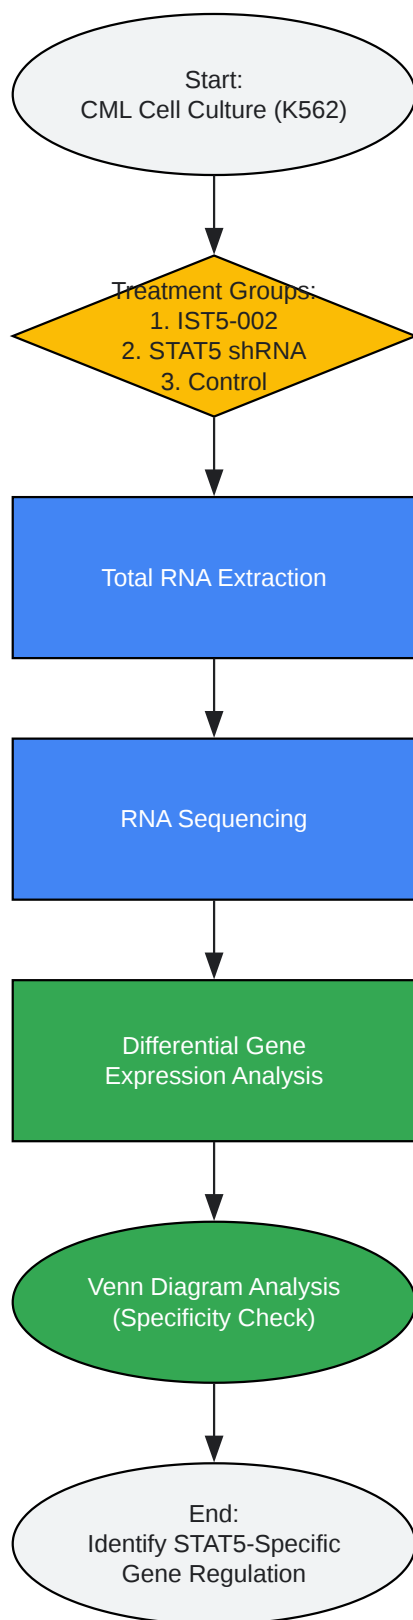 Start:
CML Cell Culture (K562)
Treatment Groups:
1. IST5-002
2. STAT5 shRNA
3. Control
Total RNA Extraction
RNA Sequencing
Differential Gene
Expression Analysis
Venn Diagram Analysis
(Specificity Check)
End:
Identify STAT5-Specific
Gene Regulation